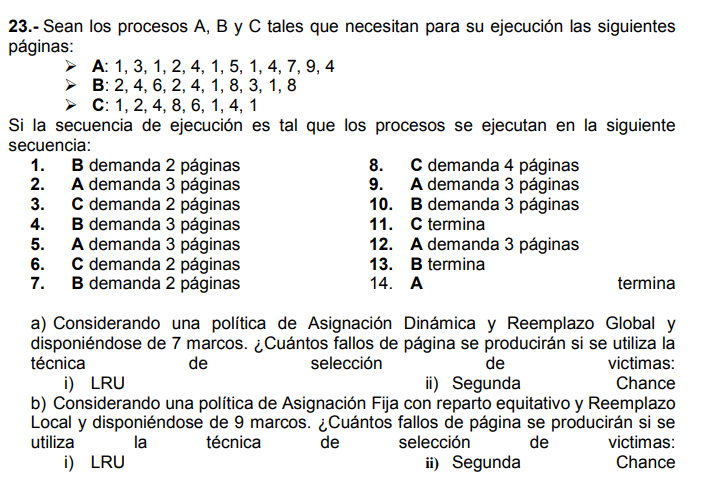 23.- Sean los procesos A, B y C tales que necesitan para su ejecución las siguientes
páginas:
➤ A: 1, 3, 1, 2, 4, 1, 5, 1, 4, 7, 9, 4
➤ B: 2, 4, 6, 2, 4, 1, 8, 3, 1, 8
➤ C: 1, 2, 4, 8, 6, 1, 4, 1
Si la secuencia de ejecución es tal que los procesos se ejecutan en la siguiente
secuencia:
1. B demanda 2 páginas
2. A demanda 3 páginas
3. C demanda 2 páginas
4. B demanda 3 páginas
5. A demanda 3 páginas
6. C demanda 2 páginas
7. B demanda 2 páginas
8. C demanda 4 páginas
9. A demanda 3 páginas
10. B demanda 3 páginas
11. C termina
12. A demanda 3 páginas
13. B termina
14. A termina
a) Considerando una política de Asignación Dinámica y Reemplazo Global y
disponiéndose de 7 marcos. ¿Cuántos fallos de página se producirán si se utiliza la
técnica de selección de victimas:
i) LRU ii) Segunda Chance
b) Considerando una política de Asignación Fija con reparto equitativo y Reemplazo
Local y disponiéndose de 9 marcos. ¿Cuántos fallos de página se producirán si se
utiliza la técnica de selección de victimas:
i) LRU ii) Segunda Chance